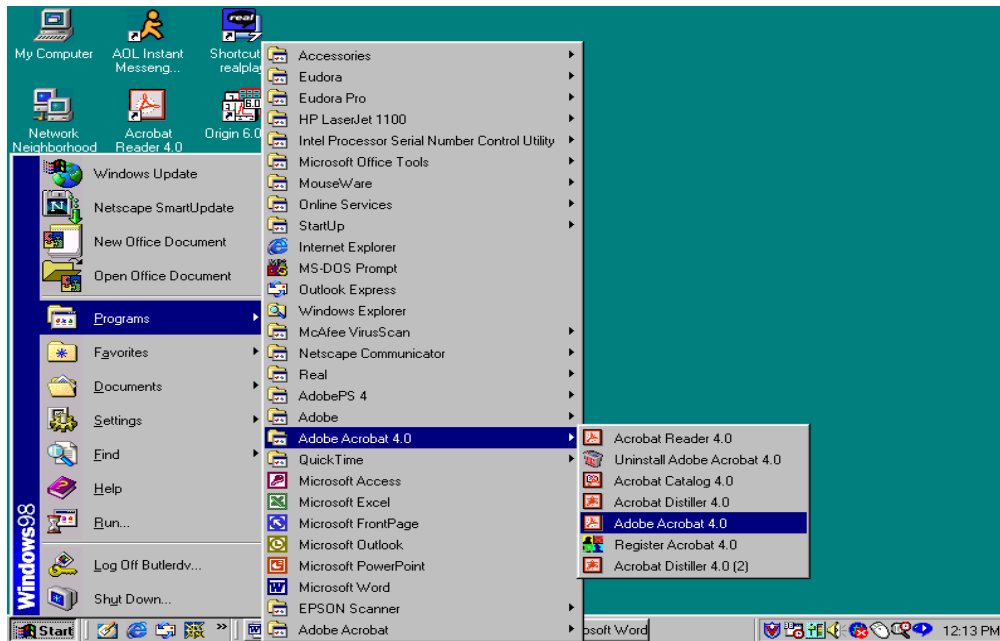 My Computer
AOL Instant
Messeng...
Shortcut
realplay
Network
Neighborhood
Acrobat
Reader 4.0
Origin 6.0
Windows98
Windows Update
Netscape SmartUpdate
New Office Document
Open Office Document
Programs
Favorites
Documents
Settings
Find
Help
Run...
Log Off Butlerdv...
Shut Down...
Accessories
Eudora
Eudora Pro
HP LaserJet 1100
Intel Processor Serial Number Control Utility
Microsoft Office Tools
MouseWare
Online Services
StartUp
Internet Explorer
MS-DOS Prompt
Outlook Express
Windows Explorer
McAfee VirusScan
Netscape Communicator
Real
AdobePS 4
Adobe
Adobe Acrobat 4.0
QuickTime
Microsoft Access
Microsoft Excel
Microsoft FrontPage
Microsoft Outlook
Microsoft PowerPoint
Microsoft Word
EPSON Scanner
Adobe Acrobat
Acrobat Reader 4.0
Uninstall Adobe Acrobat 4.0
Acrobat Catalog 4.0
Acrobat Distiller 4.0
Adobe Acrobat 4.0
Register Acrobat 4.0
Acrobat Distiller 4.0 (2)
Start
osoft Word
12:13 PM